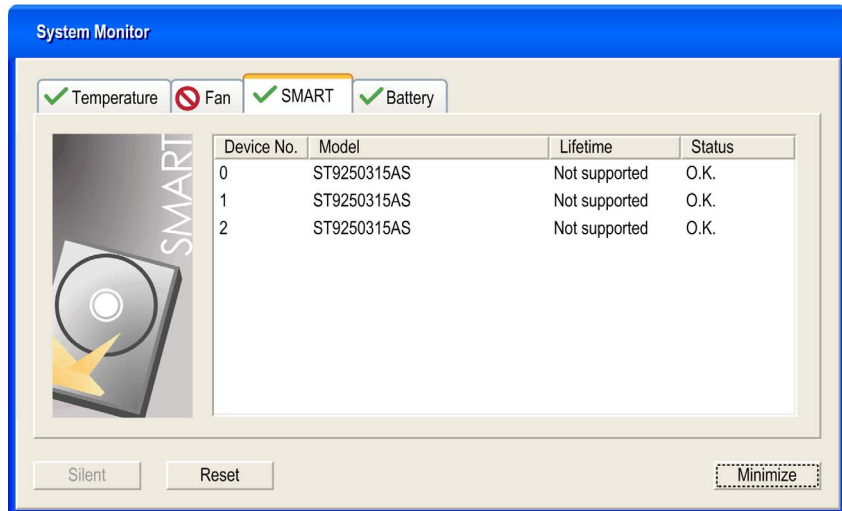 System Monitor
Temperature Fan SMART Battery
SMART
Device No. Model Lifetime Status
0 ST9250315AS Not supported O.K.
1 ST9250315AS Not supported O.K.
2 ST9250315AS Not supported O.K.
Silent Reset Minimize